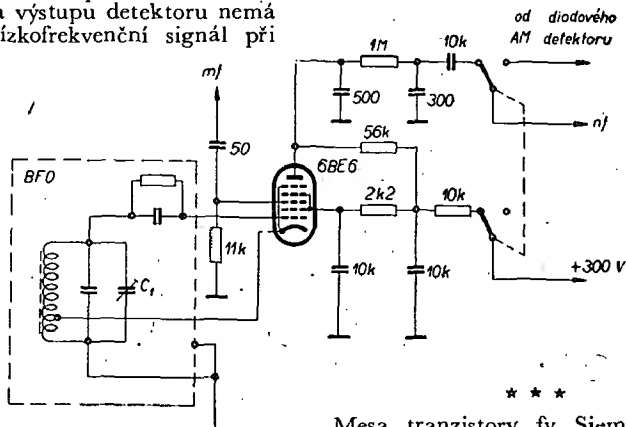 a výstupu detektoru nemá
ízkofrekvenční signál při
od diodového
AM detektoru
1M
10k
mf
500
300
nf
50
56k
BFO
6BE6
2k2
10k
11k
C1
10k
10k
+300 V
* * *
Mesa tranzistory fy Sigm